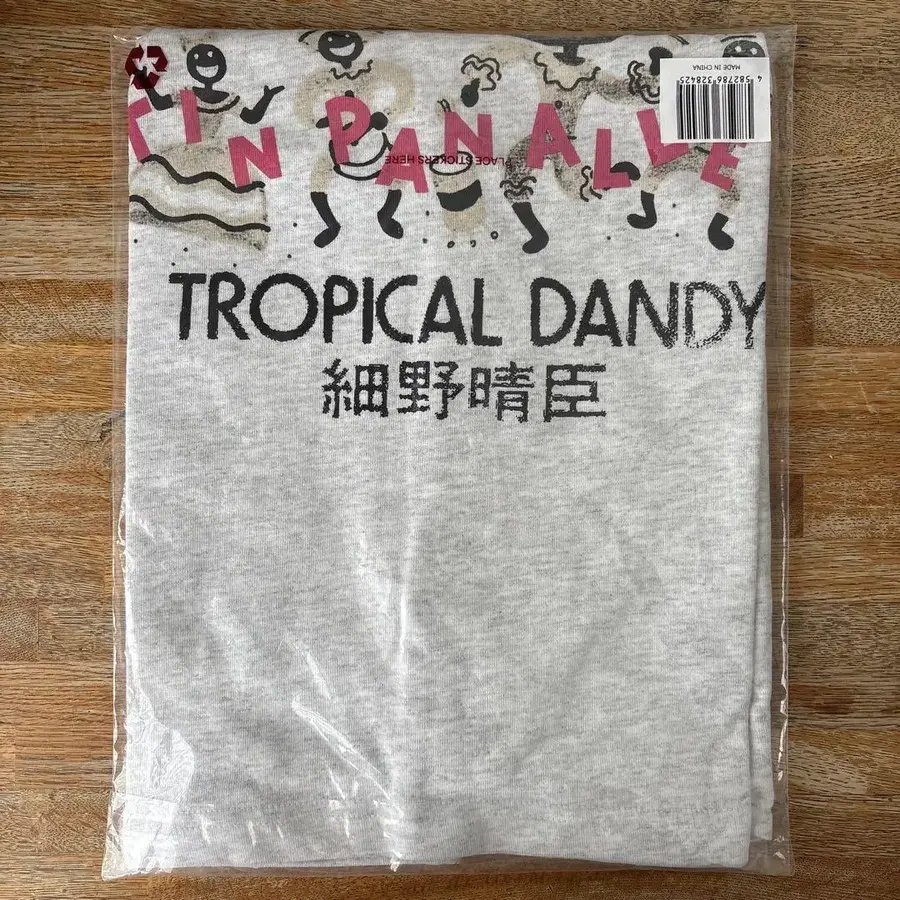 TIN PAN ALLE
PLACE STICKERS HERE
MADE IN CHINA
4 582786 328425
TROPICAL DANDY
細野晴臣